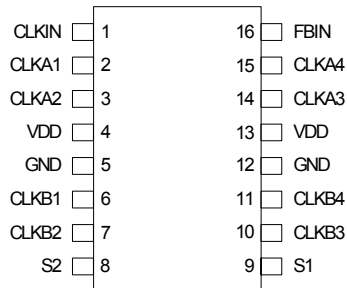 CLKIN 1 16 FBIN
CLKA1 2 15 CLKA4
CLKA2 3 14 CLKA3
VDD 4 13 VDD
GND 5 12 GND
CLKB1 6 11 CLKB4
CLKB2 7 10 CLKB3
S2 8 9 S1